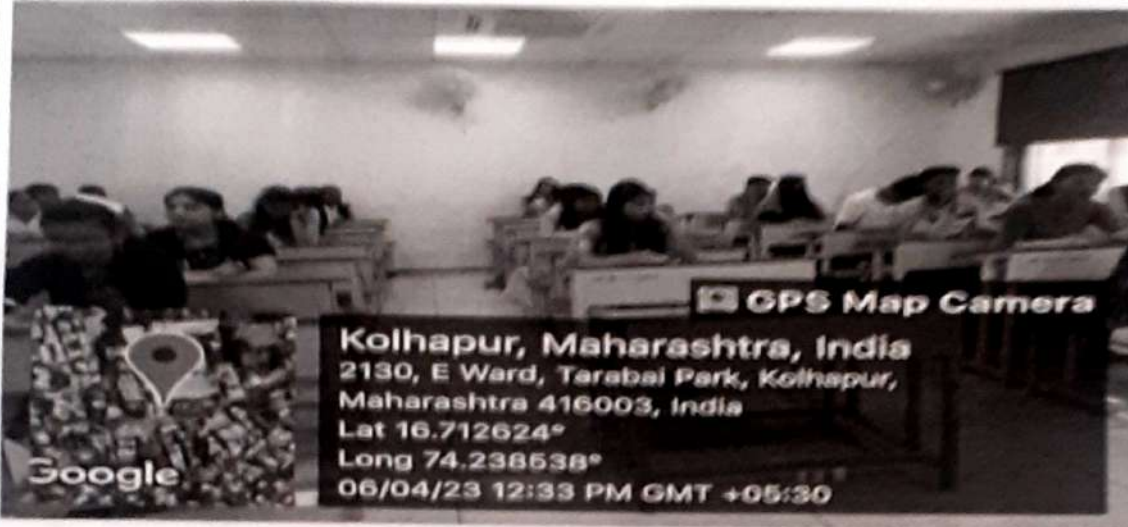 GPS Map Camera
Kolhapur, Maharashtra, India
2130, E Ward, Tarabai Park, Kolhapur,
Maharashtra 416003, India
Lat 16.712624°
Long 74.238538°
06/04/23 12:33 PM GMT +05:30
Google